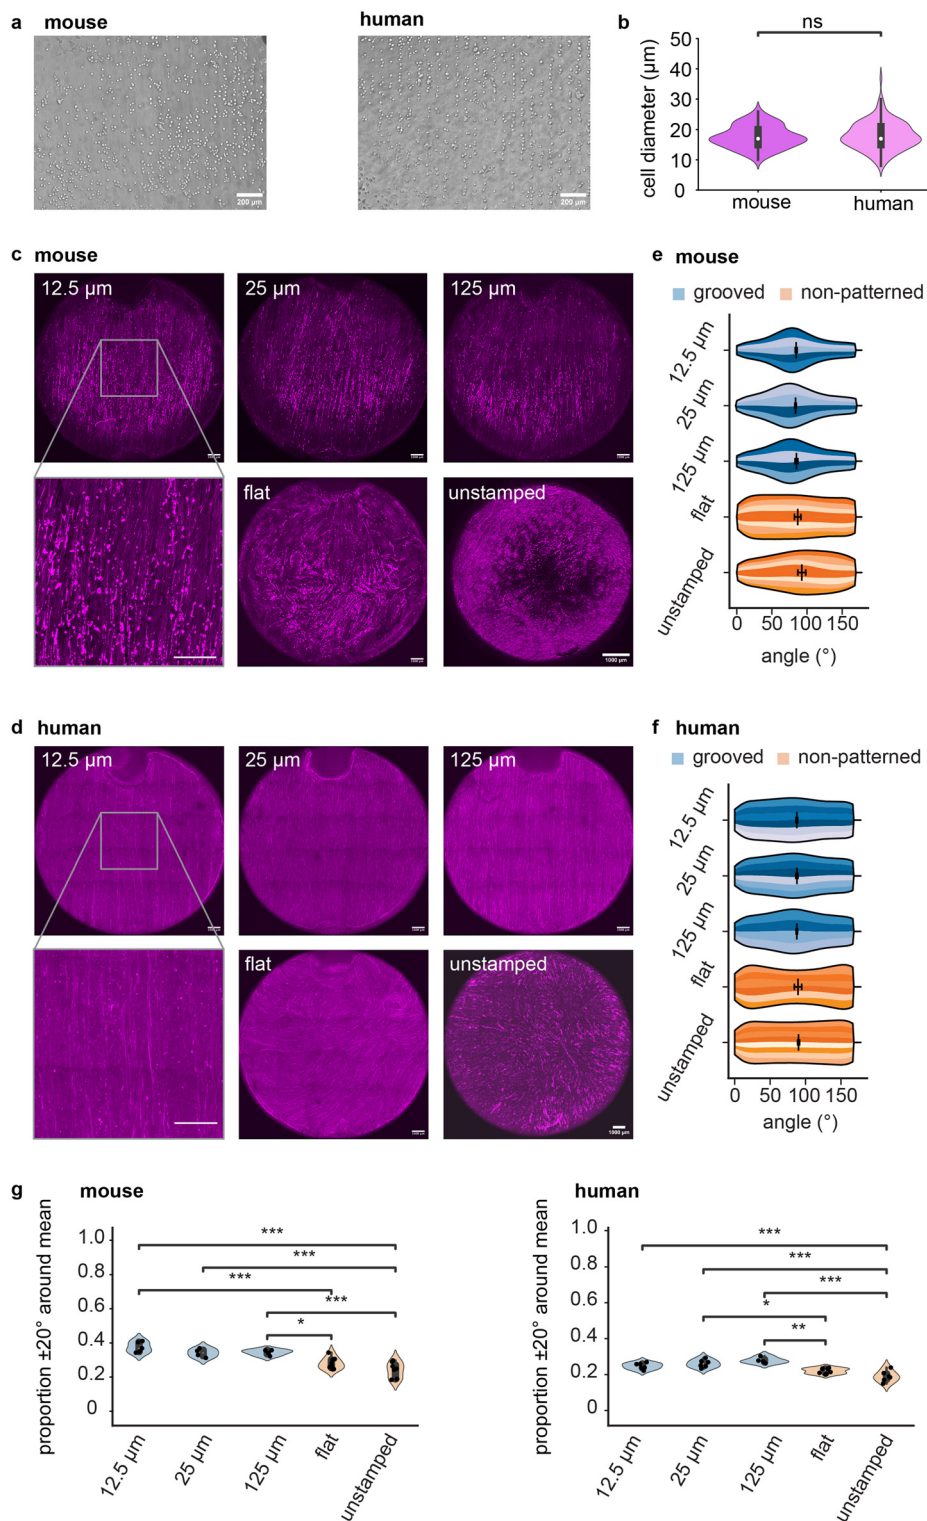 a mouse
human
200 µm
200 µm
b
ns
cell diameter (µm)
50
40
30
20
10
0
mouse
human
c mouse
12.5 µm
25 µm
125 µm
flat
unstamped
1000 µm
e mouse
grooved
non-patterned
12.5 µm
25 µm
125 µm
flat
unstamped
0 50 100 150
angle (°)
d human
12.5 µm
25 µm
125 µm
flat
unstamped
1000 µm
f human
grooved
non-patterned
12.5 µm
25 µm
125 µm
flat
unstamped
0 50 100 150
angle (°)
g mouse
proportion ±20° around mean
1.0
0.8
0.6
0.4
0.2
0
***
***
***
***
*
12.5 µm
25 µm
125 µm
flat
unstamped
human
proportion ±20° around mean
1.0
0.8
0.6
0.4
0.2
0
***
***
***
*
**
12.5 µm
25 µm
125 µm
flat
unstamped